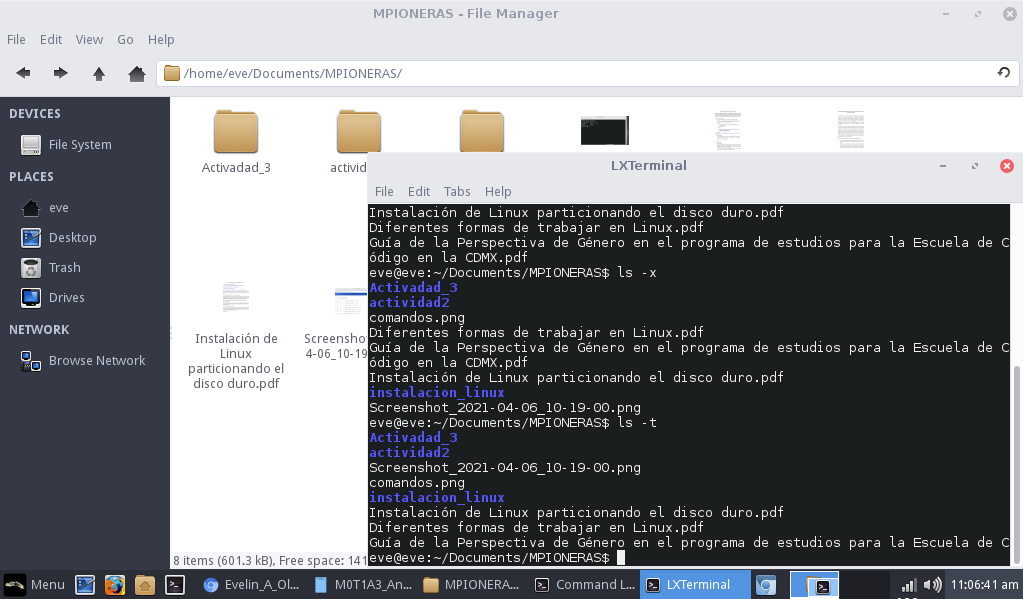 MPIONERAS - File Manager
File Edit View Go Help
/home/eve/Documents/MPIONERAS/
DEVICES
File System
PLACES
eve
Desktop
Trash
Drives
NETWORK
Browse Network
Activadad_3
activid
Instalación de
Linux
particionando el
disco duro.pdf
Screensho
4-06_10-19
8 items (601.3 kB), Free space: 141
LXTerminal
File Edit Tabs Help
Instalación de Linux particionando el disco duro.pdf
Diferentes formas de trabajar en Linux.pdf
Guía de la Perspectiva de Género en el programa de estudios para la Escuela de C
ódigo en la CDMX.pdf
eve@eve:~/Documents/MPIONERAS$ ls -x
Activadad_3
actividad2
comandos.png
Diferentes formas de trabajar en Linux.pdf
Guía de la Perspectiva de Género en el programa de estudios para la Escuela de C
ódigo en la CDMX.pdf
Instalación de Linux particionando el disco duro.pdf
instalacion_linux
Screenshot_2021-04-06_10-19-00.png
eve@eve:~/Documents/MPIONERAS$ ls -t
Activadad_3
actividad2
Screenshot_2021-04-06_10-19-00.png
comandos.png
instalacion_linux
Instalación de Linux particionando el disco duro.pdf
Diferentes formas de trabajar en Linux.pdf
Guía de la Perspectiva de Género en el programa de estudios para la Escuela de C
eve@eve:~/Documents/MPIONERAS$
Menu
Evelin_A_Ol...
M0T1A3_An...
MPIONERA...
Command L...
LXTerminal
11:06:41 am